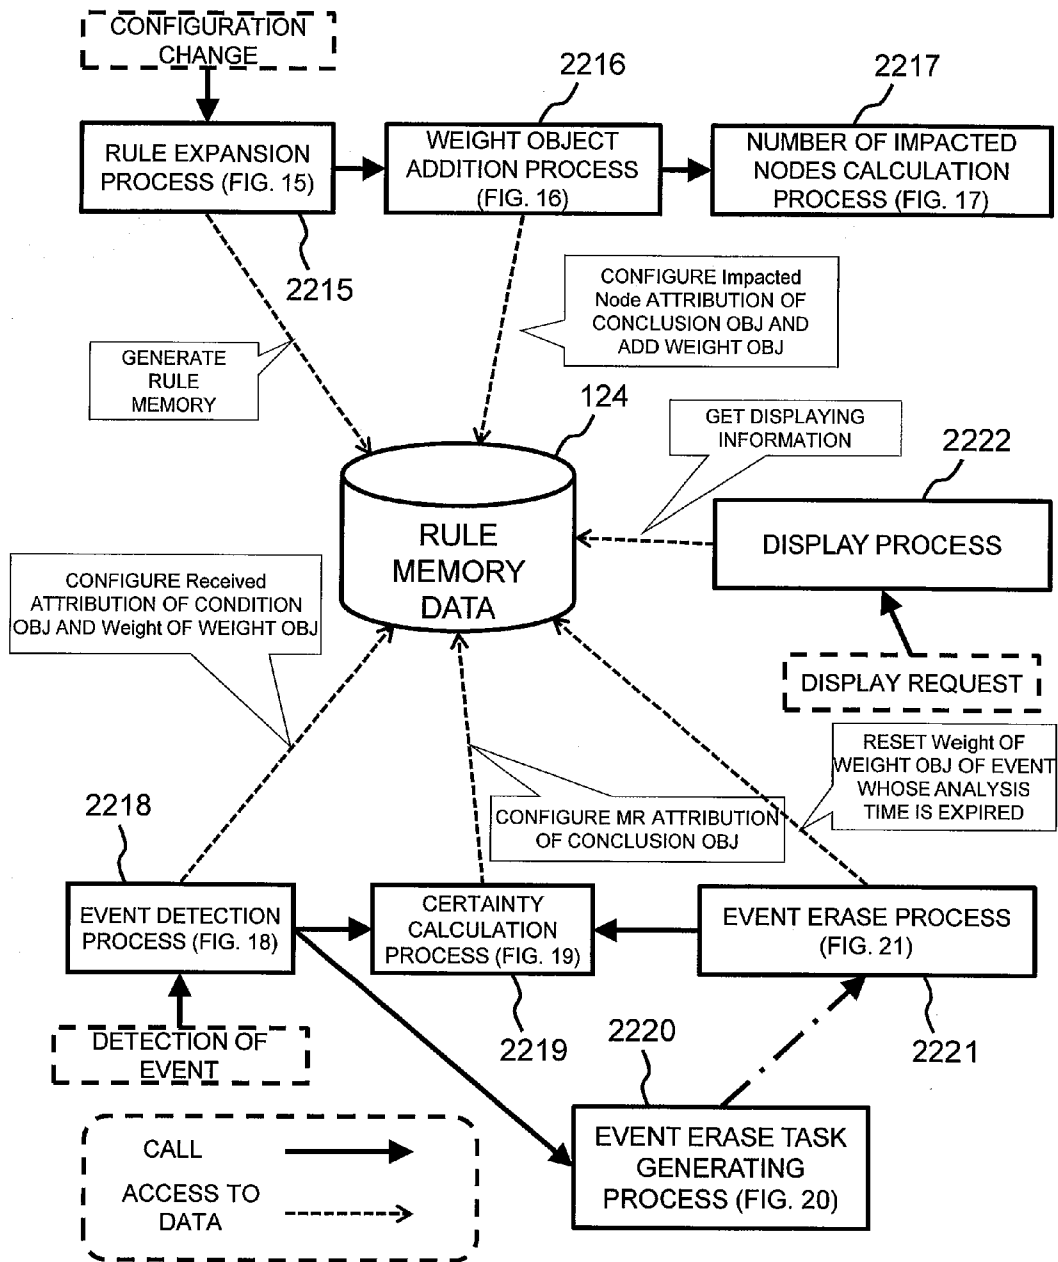 CONFIGURATION
CHANGE
2216
2217
RULE EXPANSION
PROCESS (FIG. 15)
WEIGHT OBJECT
ADDITION PROCESS
(FIG. 16)
NUMBER OF IMPACTED
NODES CALCULATION
PROCESS (FIG. 17)
2215
CONFIGURE Impacted
Node ATTRIBUTION OF
CONCLUSION OBJ AND
ADD WEIGHT OBJ
GENERATE
RULE
MEMORY
124
GET DISPLAYING
INFORMATION
2222
RULE
MEMORY
DATA
DISPLAY PROCESS
CONFIGURE Received
ATTRIBUTION OF CONDITION
OBJ AND Weight OF WEIGHT OBJ
DISPLAY REQUEST
RESET Weight OF
WEIGHT OBJ OF EVENT
WHOSE ANALYSIS
TIME IS EXPIRED
2218
CONFIGURE MR ATTRIBUTION
OF CONCLUSION OBJ
EVENT DETECTION
PROCESS (FIG. 18)
CERTAINTY
CALCULATION
PROCESS (FIG. 19)
EVENT ERASE PROCESS
(FIG. 21)
DETECTION OF
EVENT
2219
2220
2221
EVENT ERASE TASK
GENERATING
PROCESS (FIG. 20)
CALL
ACCESS TO
DATA